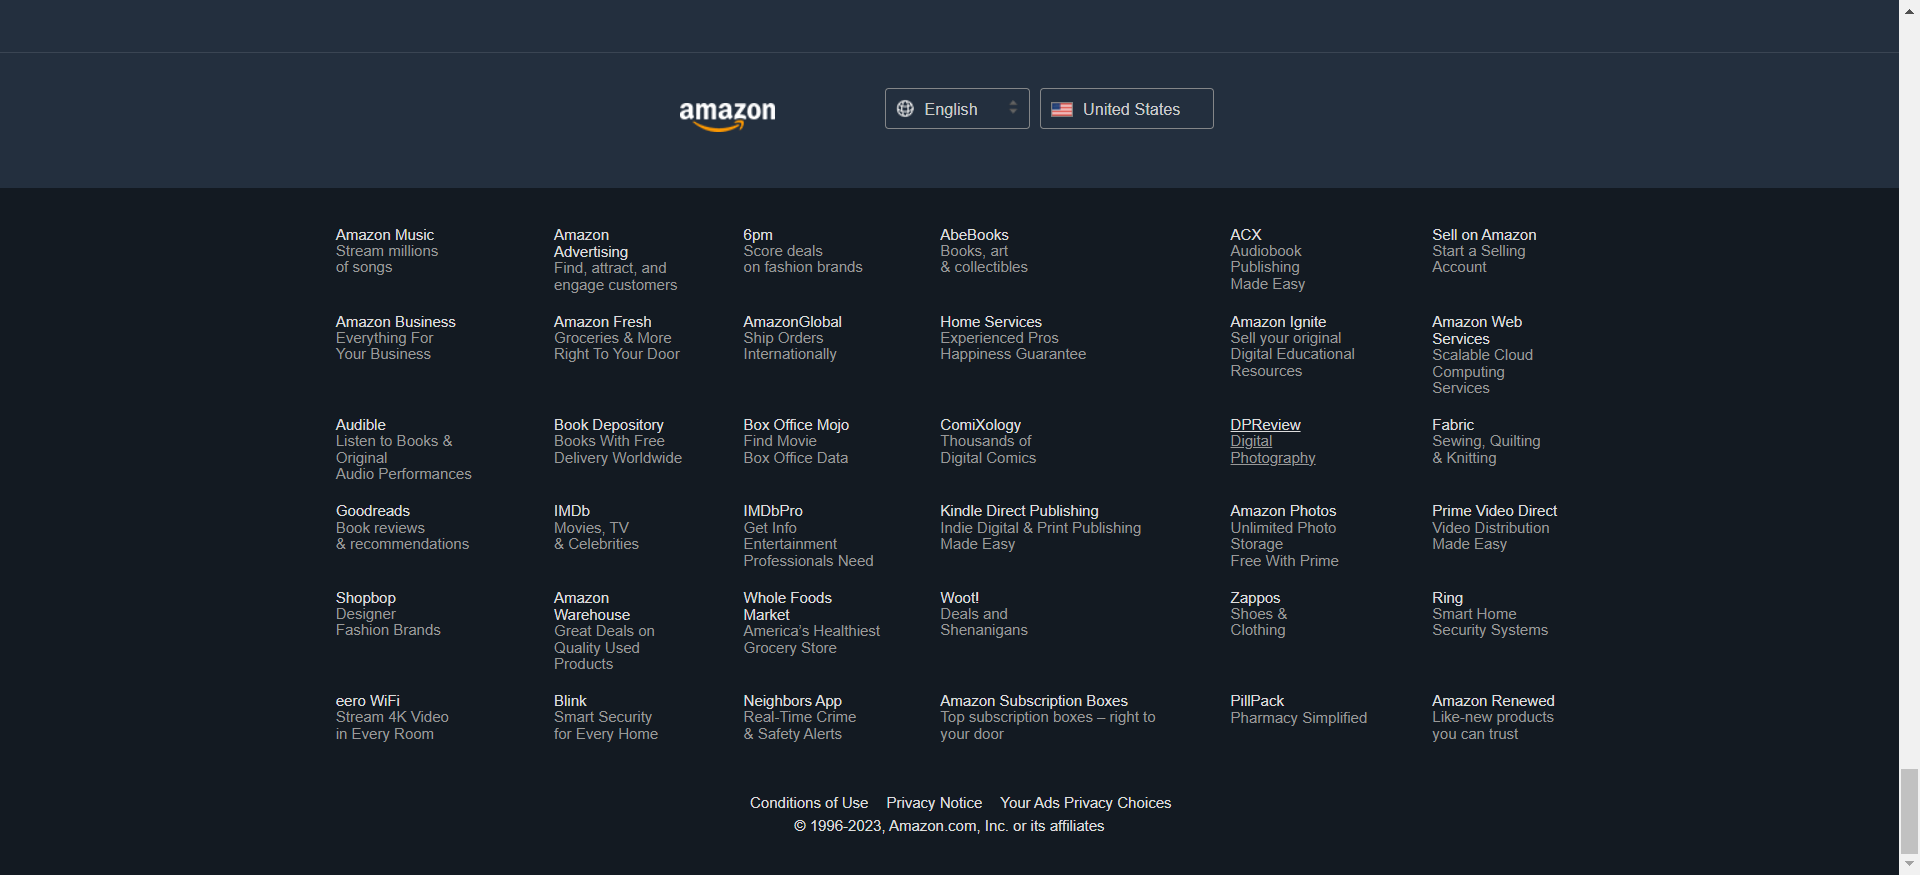 amazon
English
United States
Amazon Music
Stream millions
of songs
Amazon
Advertising
Find, attract, and
engage customers
6pm
Score deals
on fashion brands
AbeBooks
Books, art
& collectibles
ACX
Audiobook
Publishing
Made Easy
Sell on Amazon
Start a Selling
Account
Amazon Business
Everything For
Your Business
Amazon Fresh
Groceries & More
Right To Your Door
AmazonGlobal
Ship Orders
Internationally
Home Services
Experienced Pros
Happiness Guarantee
Amazon Ignite
Sell your original
Digital Educational
Resources
Amazon Web
Services
Scalable Cloud
Computing
Services
Audible
Listen to Books &
Original
Audio Performances
Book Depository
Books With Free
Delivery Worldwide
Box Office Mojo
Find Movie
Box Office Data
ComiXology
Thousands of
Digital Comics
DPReview
Digital
Photography
Fabric
Sewing, Quilting
& Knitting
Goodreads
Book reviews
& recommendations
IMDb
Movies, TV
& Celebrities
IMDbPro
Get Info
Entertainment
Professionals Need
Kindle Direct Publishing
Indie Digital & Print Publishing
Made Easy
Amazon Photos
Unlimited Photo
Storage
Free With Prime
Prime Video Direct
Video Distribution
Made Easy
Shopbop
Designer
Fashion Brands
Amazon
Warehouse
Great Deals on
Quality Used
Products
Whole Foods
Market
America’s Healthiest
Grocery Store
Woot!
Deals and
Shenanigans
Zappos
Shoes &
Clothing
Ring
Smart Home
Security Systems
eero WiFi
Stream 4K Video
in Every Room
Blink
Smart Security
for Every Home
Neighbors App
Real-Time Crime
& Safety Alerts
Amazon Subscription Boxes
Top subscription boxes – right to
your door
PillPack
Pharmacy Simplified
Amazon Renewed
Like-new products
you can trust
Conditions of Use Privacy Notice Your Ads Privacy Choices
© 1996-2023, Amazon.com, Inc. or its affiliates